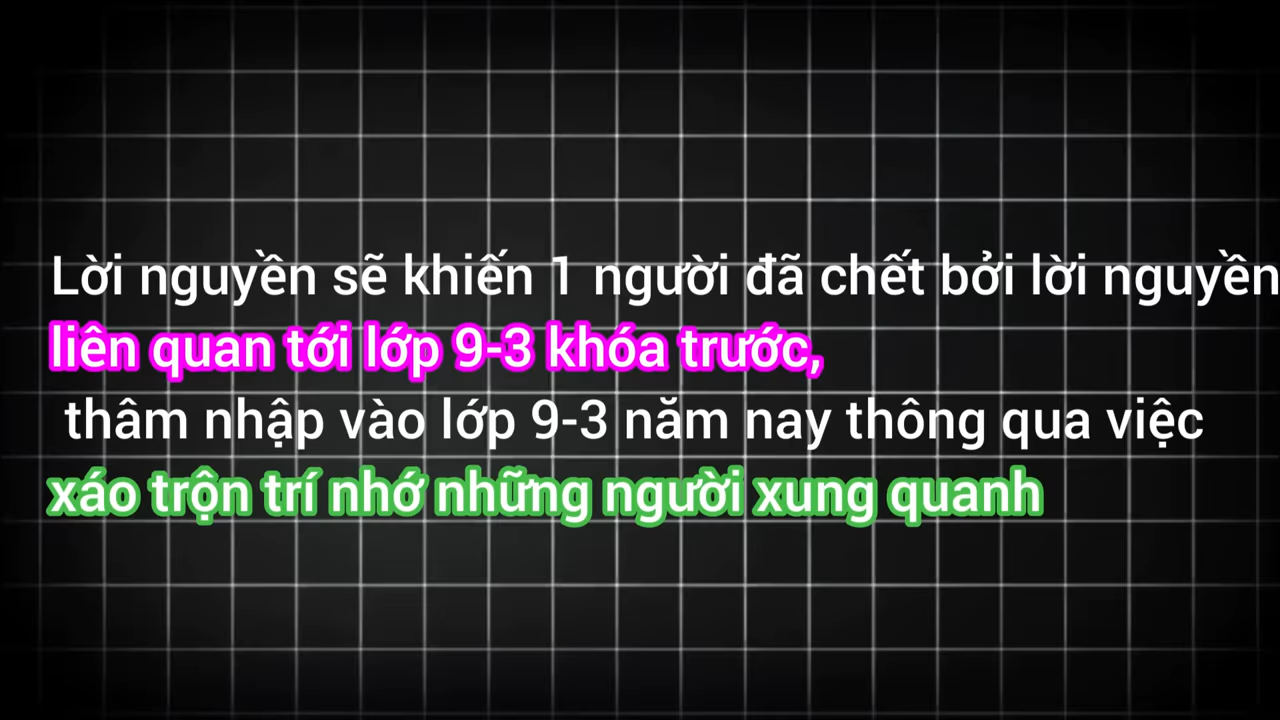 Lời nguyền sẽ khiến 1 người đã chết bởi lời nguyền
liên quan tới lớp 9-3 khóa trước,
thâm nhập vào lớp 9-3 năm nay thông qua việc
xáo trộn trí nhớ những người xung quanh